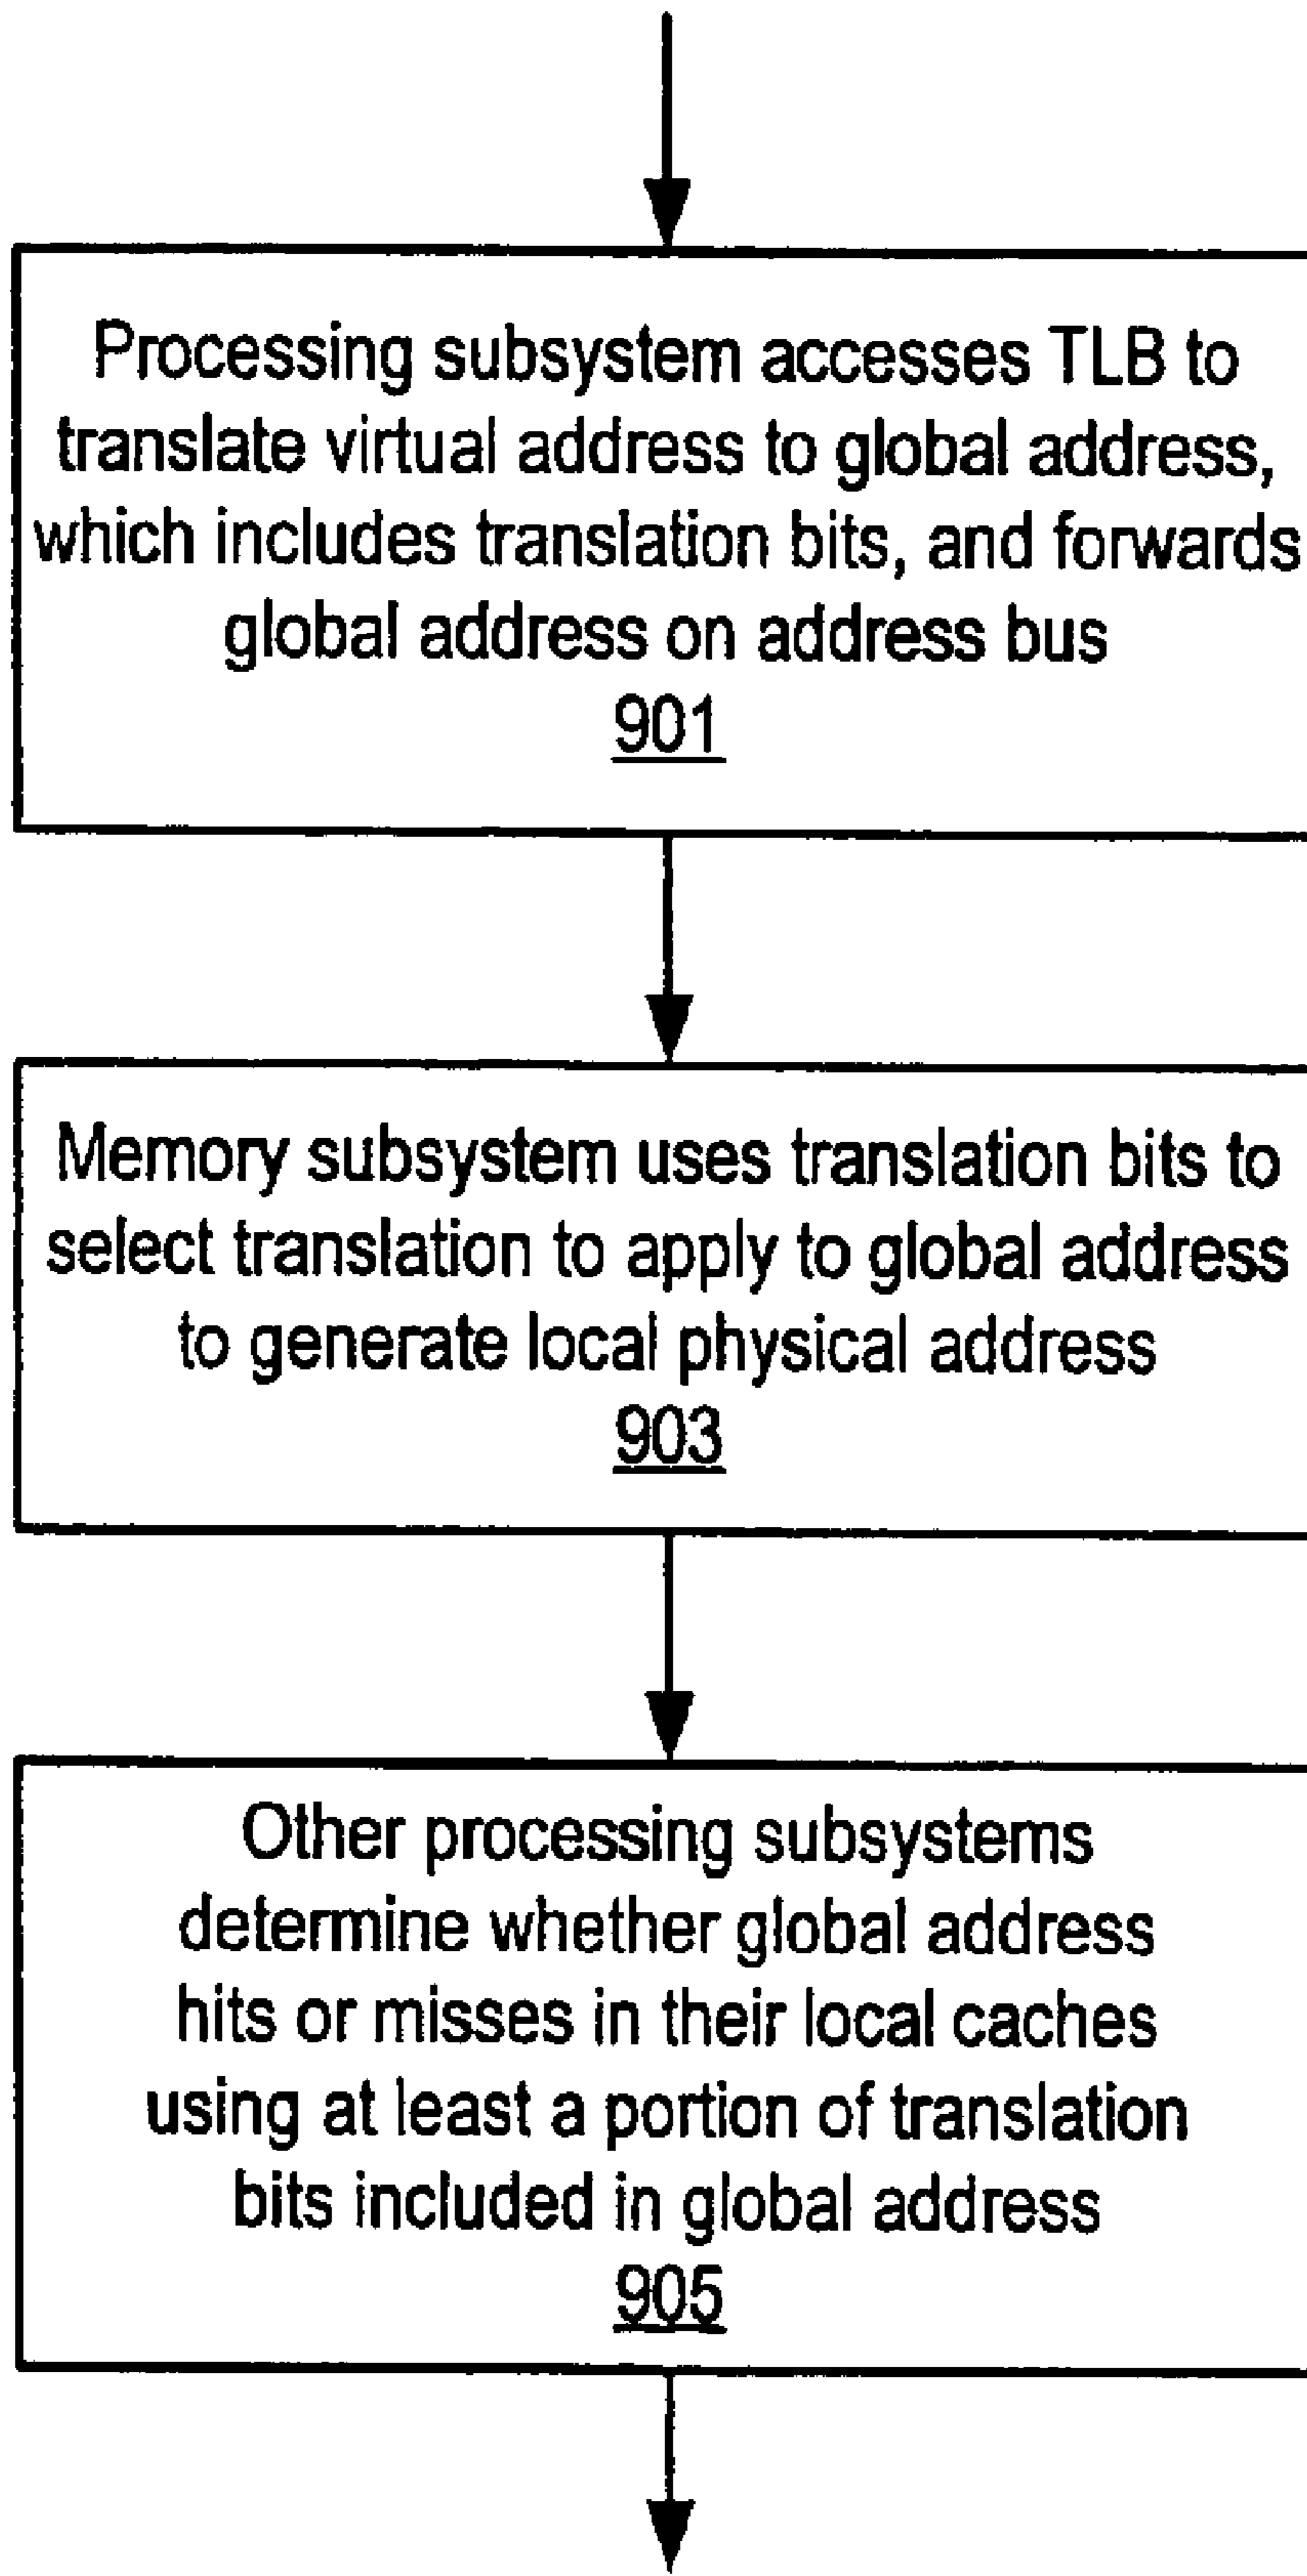 Processing subsystem accesses TLB to
translate virtual address to global address,
which includes translation bits, and forwards
global address on address bus
901
Memory subsystem uses translation bits to
select translation to apply to global address
to generate local physical address
903
Other processing subsystems
determine whether global address
hits or misses in their local caches
using at least a portion of translation
bits included in global address
905